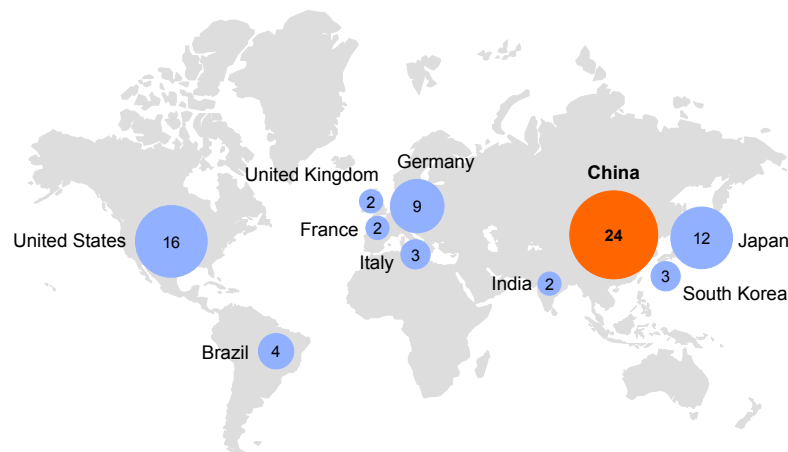 Germany
United Kingdom
China
2
9
France
2
United States
16
24
12
Japan
Italy
3
India
2
3
South Korea
Brazil
4